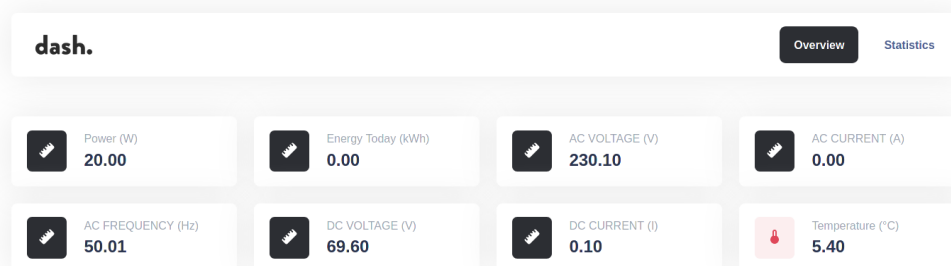 dash.
Overview Statistics
Power (W) Energy Today (kWh) AC VOLTAGE (V) AC CURRENT (A)
20.00 0.00 230.10 0.00
AC FREQUENCY (Hz) DC VOLTAGE (V) DC CURRENT (I) Temperature (°C)
50.01 69.60 0.10 5.40